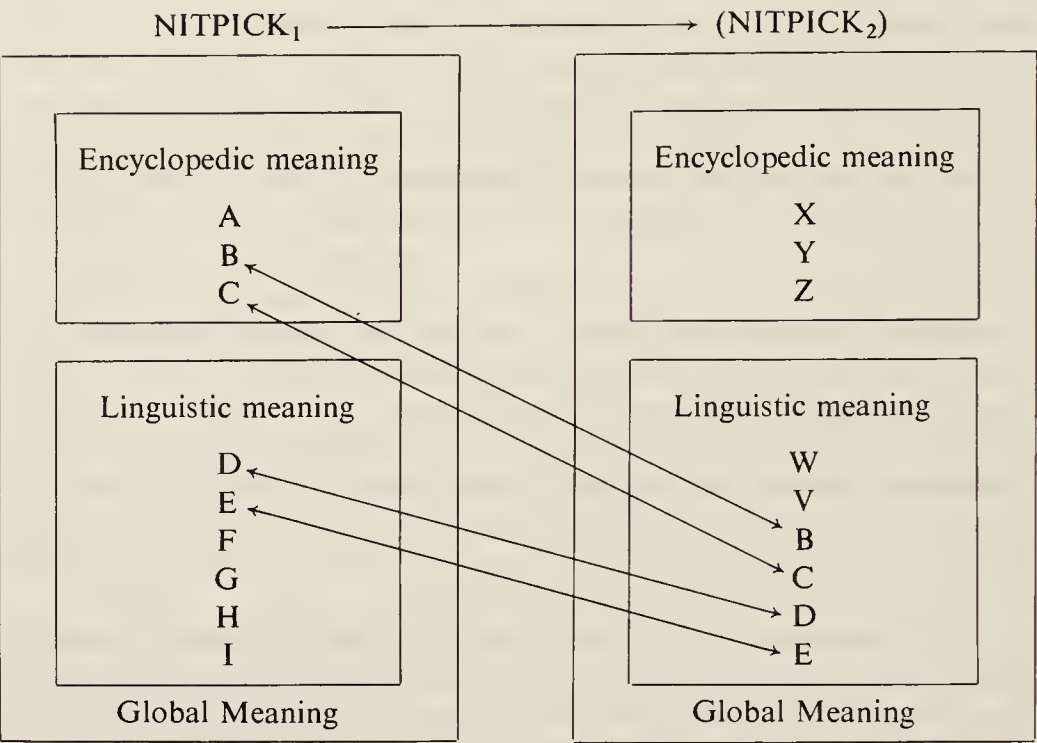 NITPICK₁ (NITPICK₂)
Encyclopedic meaning
A
B
C
Linguistic meaning
D
E
F
G
H
I
Global Meaning
Encyclopedic meaning
X
Y
Z
Linguistic meaning
W
V
B
C
D
E
Global Meaning